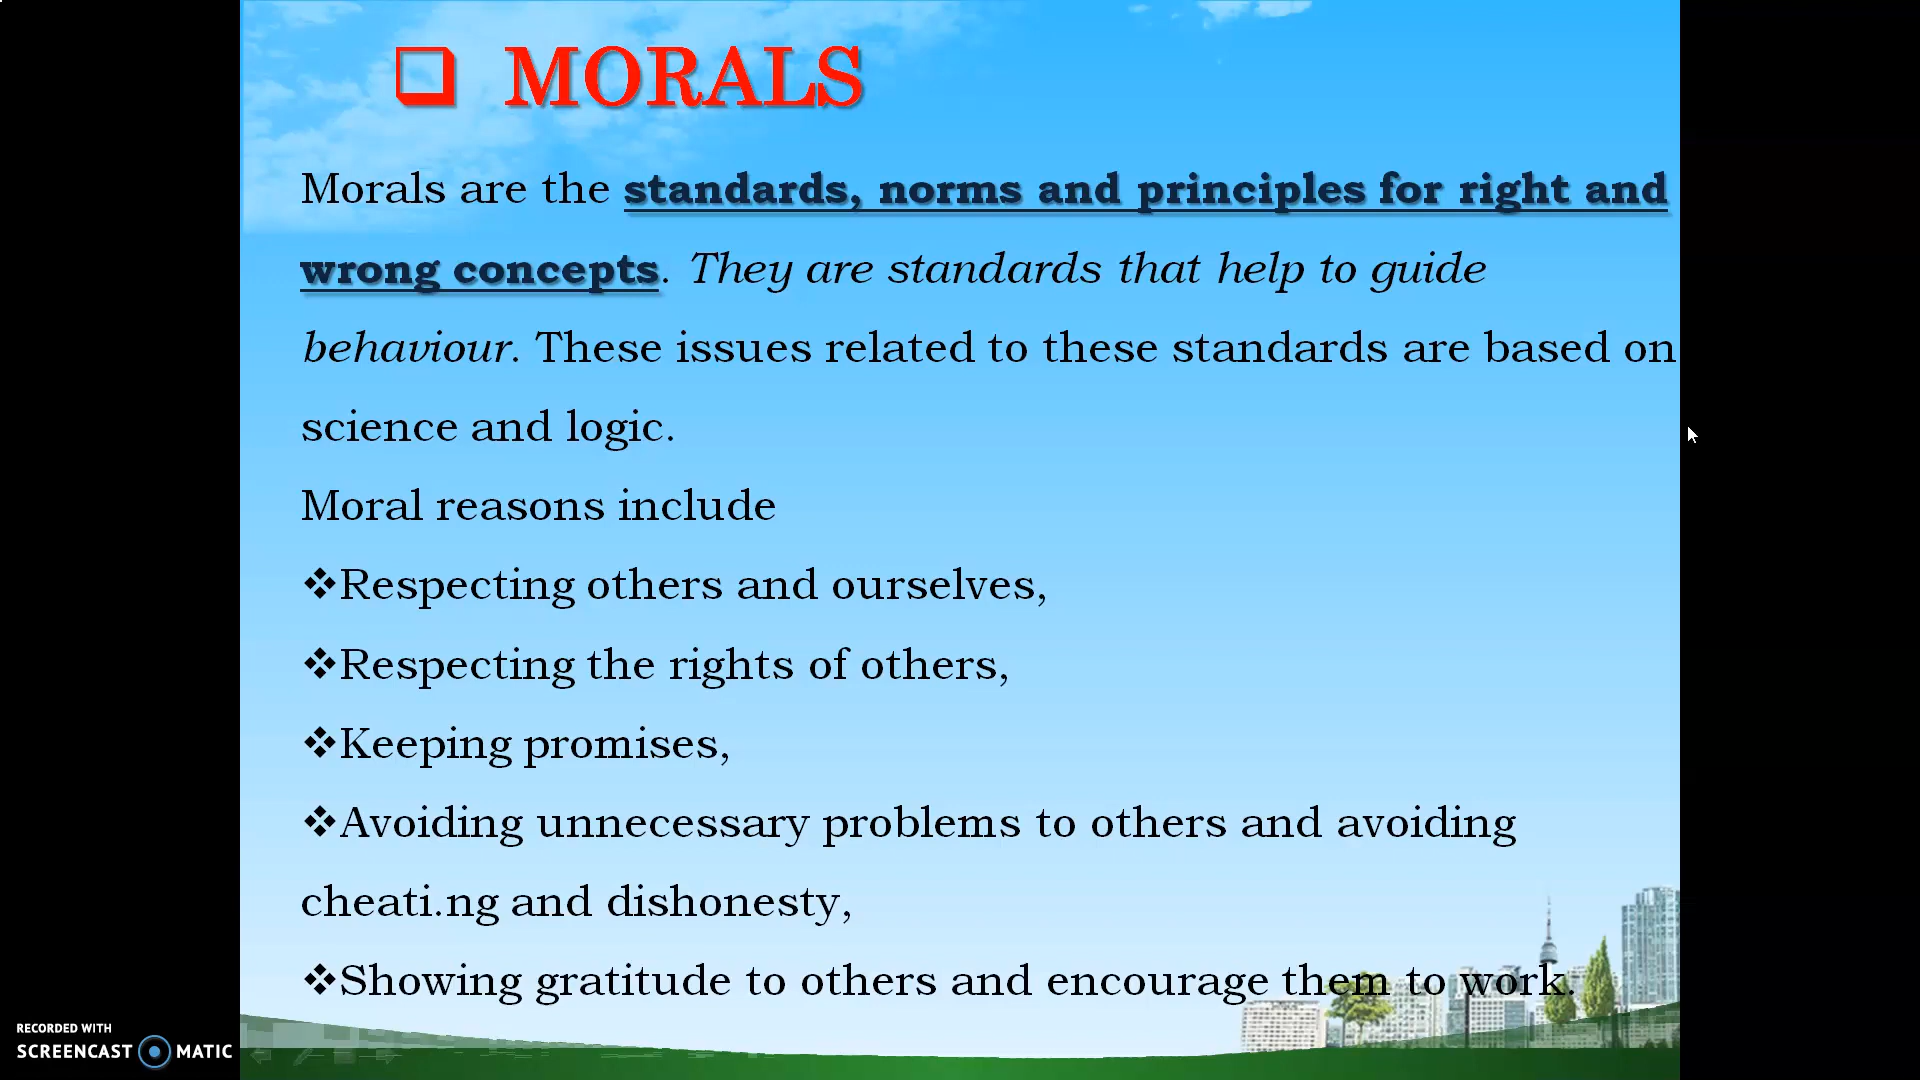 ❑ MORALS
Morals are the standards, norms and principles for right and
wrong concepts. They are standards that help to guide
behaviour. These issues related to these standards are based on
science and logic.
Moral reasons include
❖Respecting others and ourselves,
❖Respecting the rights of others,
❖Keeping promises,
❖Avoiding unnecessary problems to others and avoiding
cheati.ng and dishonesty,
❖Showing gratitude to others and encourage them to work.
RECORDED WITH
SCREENCAST MATIC